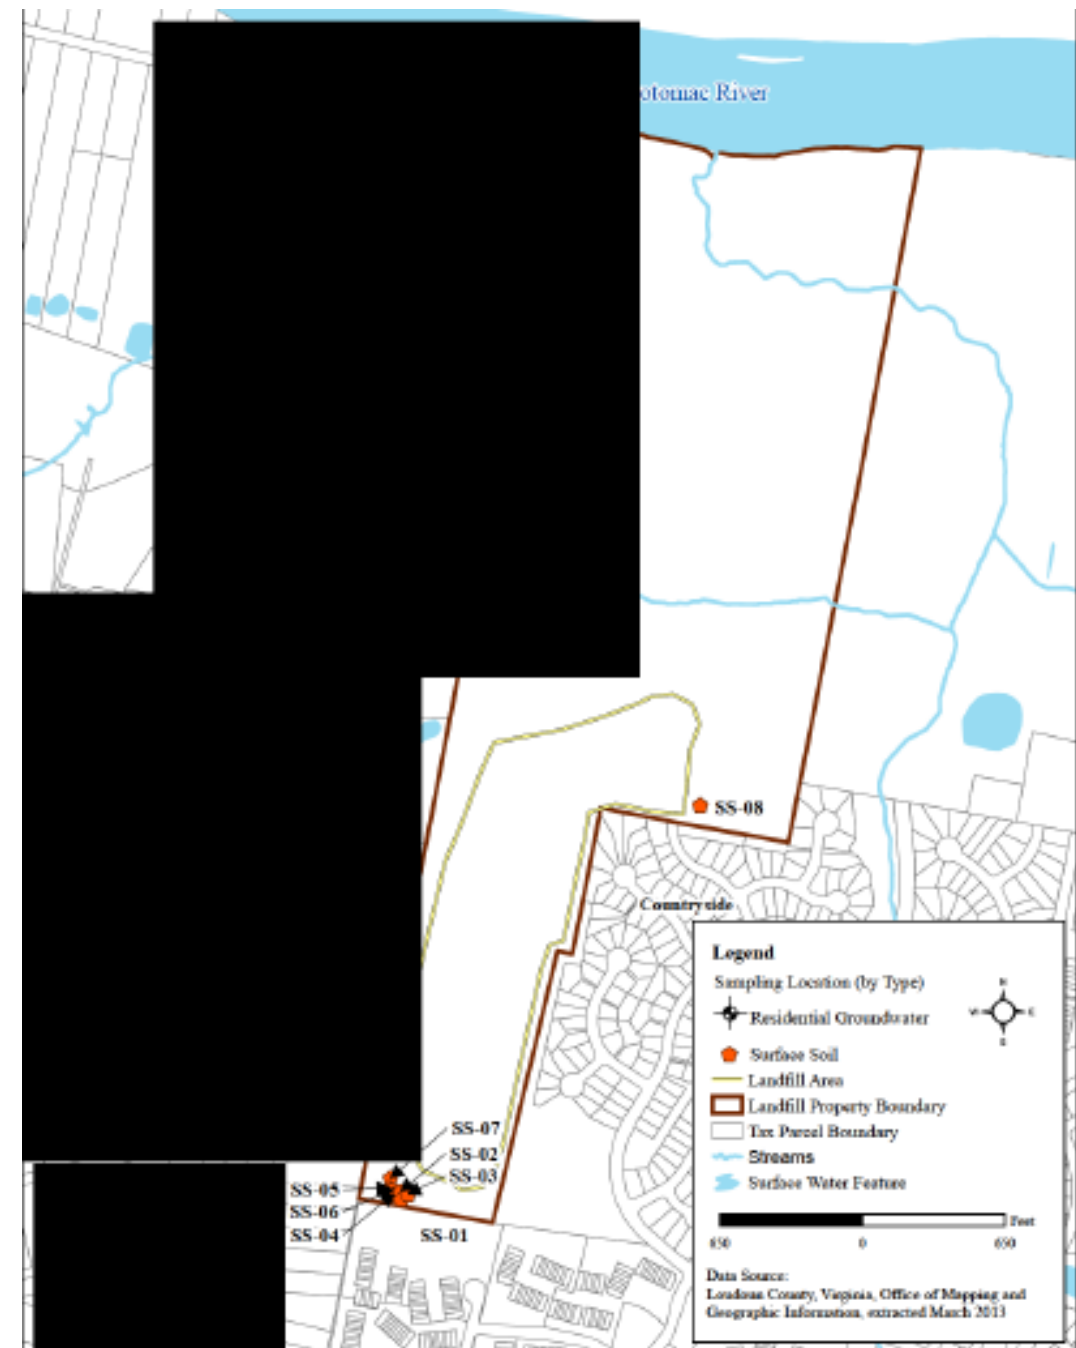 otomac River
SS-08
Countryside
Legend
Sampling Location (by Type)
N
W
E
S
Residential Groundwater
Surface Soil
Landfill Area
Landfill Property Boundary
Tax Parcel Boundary
Streams
Surface Water Feature
Feet
650 0 650
Data Source:
Loudoun County, Virginia, Office of Mapping and
Geographic Information, extracted March 2013
SS-07
SS-02
SS-03
SS-05
SS-06
SS-04
SS-01